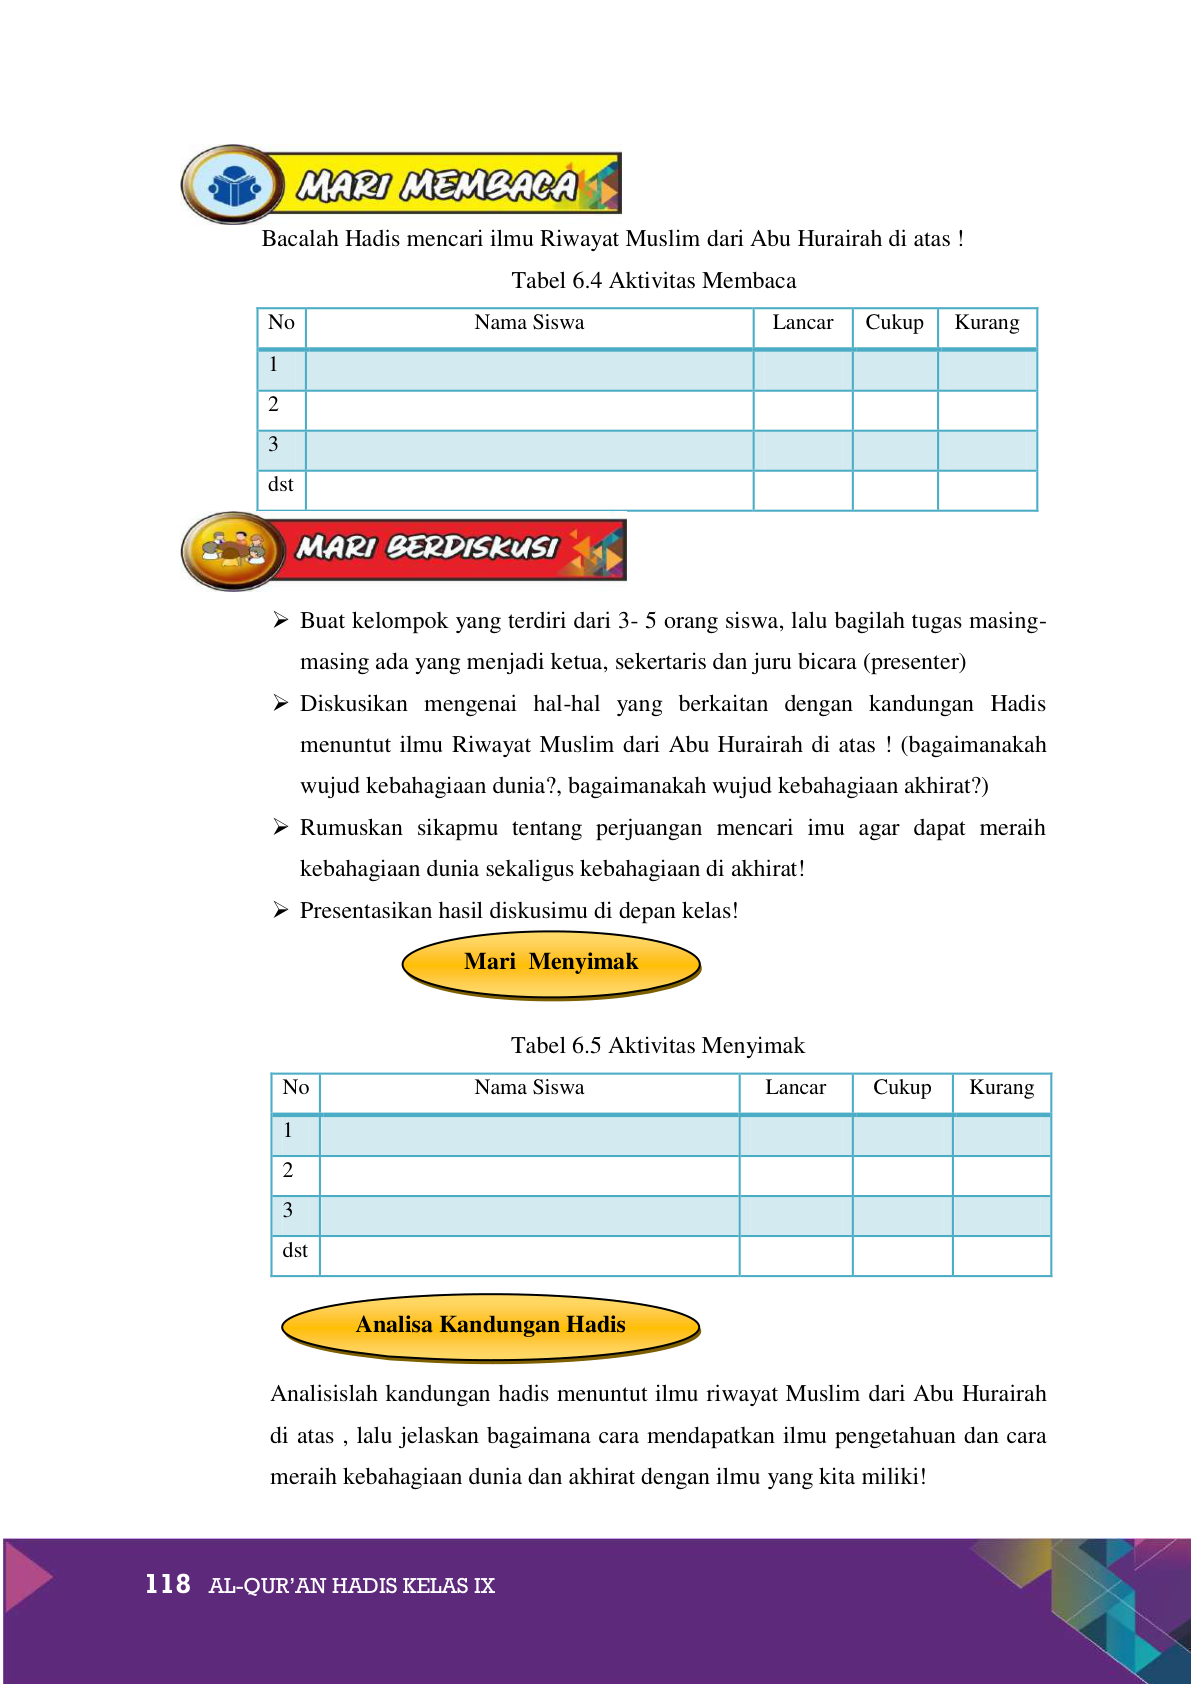 MARI MEMBACA
Bacalah Hadis mencari ilmu Riwayat Muslim dari Abu Hurairah di atas !
Tabel 6.4 Aktivitas Membaca
No Nama Siswa Lancar Cukup Kurang
1
2
3
dst
MARI BERDISKUSI
➢ Buat kelompok yang terdiri dari 3- 5 orang siswa, lalu bagilah tugas masing-
masing ada yang menjadi ketua, sekertaris dan juru bicara (presenter)
➢ Diskusikan mengenai hal-hal yang berkaitan dengan kandungan Hadis
menuntut ilmu Riwayat Muslim dari Abu Hurairah di atas ! (bagaimanakah
wujud kebahagiaan dunia?, bagaimanakah wujud kebahagiaan akhirat?)
➢ Rumuskan sikapmu tentang perjuangan mencari imu agar dapat meraih
kebahagiaan dunia sekaligus kebahagiaan di akhirat!
➢ Presentasikan hasil diskusimu di depan kelas!
Mari Menyimak
Tabel 6.5 Aktivitas Menyimak
No Nama Siswa Lancar Cukup Kurang
1
2
3
dst
Analisa Kandungan Hadis
Analisislah kandungan hadis menuntut ilmu riwayat Muslim dari Abu Hurairah
di atas , lalu jelaskan bagaimana cara mendapatkan ilmu pengetahuan dan cara
meraih kebahagiaan dunia dan akhirat dengan ilmu yang kita miliki!
118 AL-QUR’AN HADIS KELAS IX